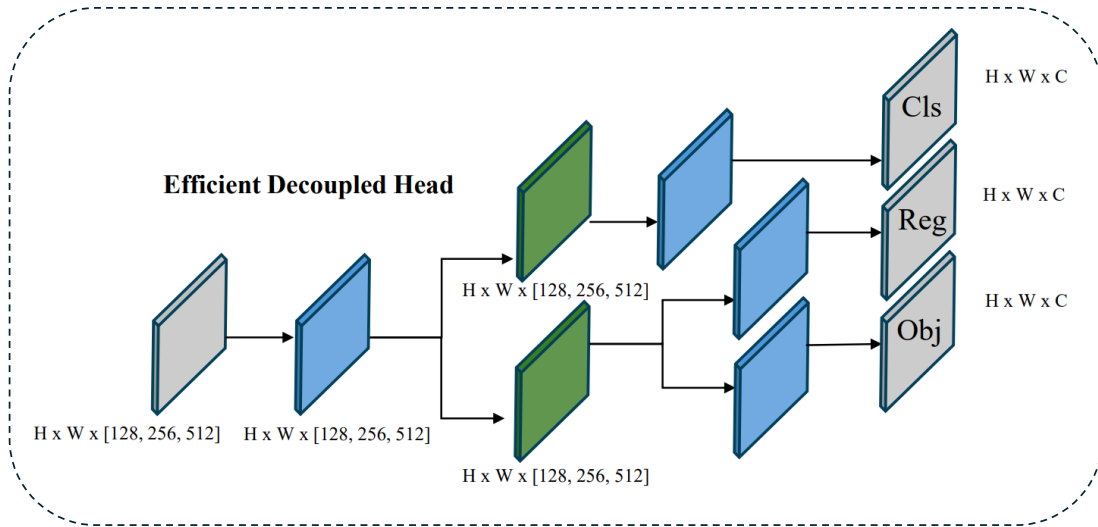 H x W x C
Cls
Efficient Decoupled Head
H x W x C
Reg
H x W x [128, 256, 512]
H x W x C
Obj
H x W x [128, 256, 512]
H x W x [128, 256, 512]
H x W x [128, 256, 512]